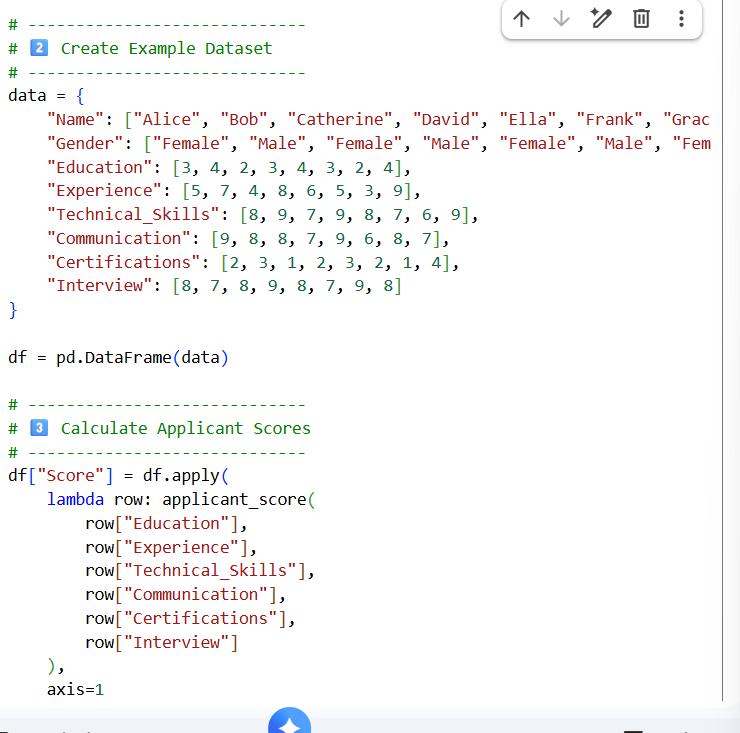 # -----------------------------
# 2️⃣ Create Example Dataset
# -----------------------------
data = {
    "Name": ["Alice", "Bob", "Catherine", "David", "Ella", "Frank", "Grac
    "Gender": ["Female", "Male", "Female", "Male", "Female", "Male", "Fem
    "Education": [3, 4, 2, 3, 4, 3, 2, 4],
    "Experience": [5, 7, 4, 8, 6, 5, 3, 9],
    "Technical_Skills": [8, 9, 7, 9, 8, 7, 6, 9],
    "Communication": [9, 8, 8, 7, 9, 6, 8, 7],
    "Certifications": [2, 3, 1, 2, 3, 2, 1, 4],
    "Interview": [8, 7, 8, 9, 8, 7, 9, 8]
}
df = pd.DataFrame(data)
# -----------------------------
# 3️⃣ Calculate Applicant Scores
# -----------------------------
df["Score"] = df.apply(
    lambda row: applicant_score(
        row["Education"],
        row["Experience"],
        row["Technical_Skills"],
        row["Communication"],
        row["Certifications"],
        row["Interview"]
    ),
    axis=1